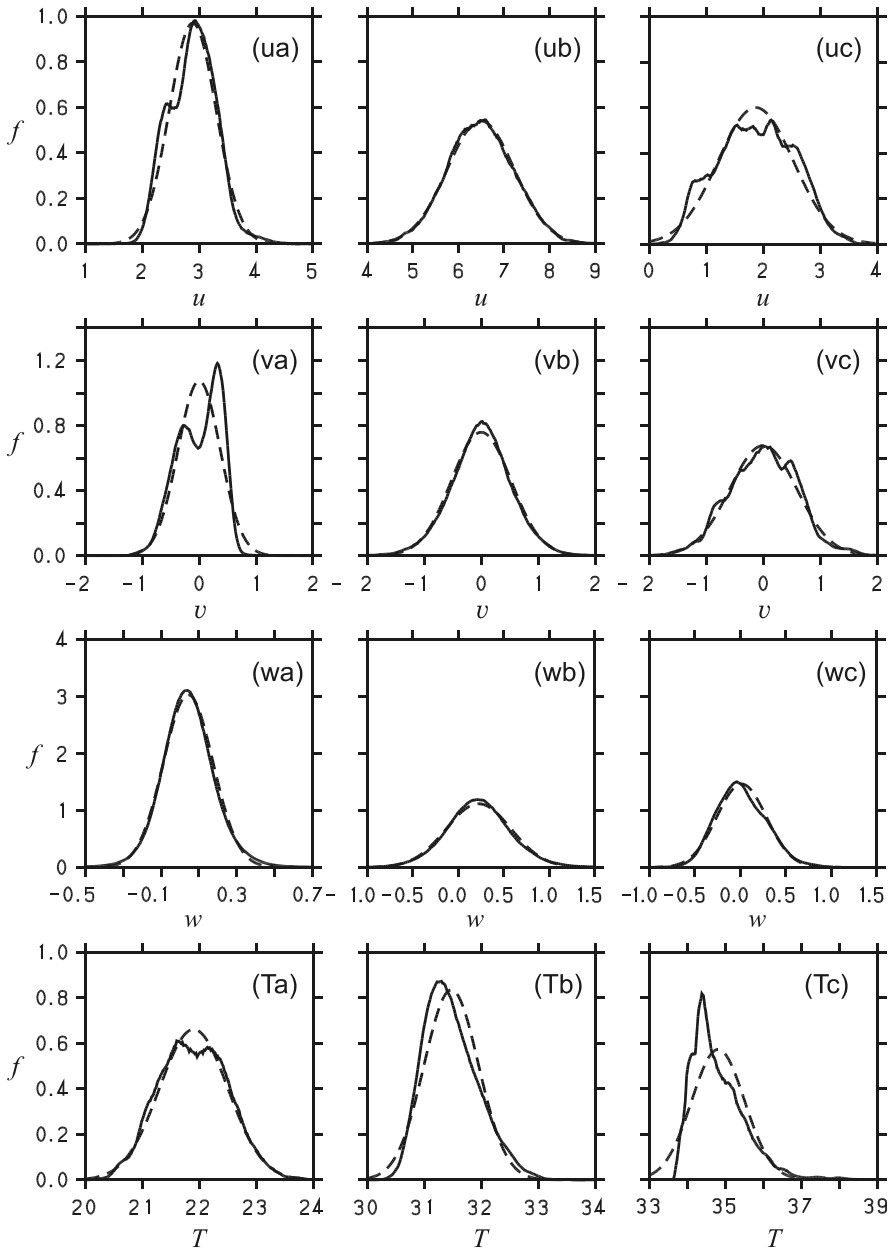 1.0
0.8
0.6
f
0.4
0.2
0.0
(ua) (ub) (uc)
1 2 3 4 5 4 5 6 7 8 9 0 1 2 3 4
u u u
1.2
0.8
f
0.4
0.0
(va) (vb) (vc)
-2 -1 0 1 2 -2 -1 0 1 2 -2 -1 0 1 2
v v v
4
3
f
2
1
0
(wa) (wb) (wc)
-0.5 -0.1 0.3 0.7 -1.0 -0.5 0.0 0.5 1.0 1.5 -1.0 -0.5 0.0 0.5 1.0 1.5
w w w
1.0
0.8
0.6
f
0.4
0.2
0.0
(Ta) (Tb) (Tc)
20 21 22 23 24 30 31 32 33 34 33 35 37 39
T T T